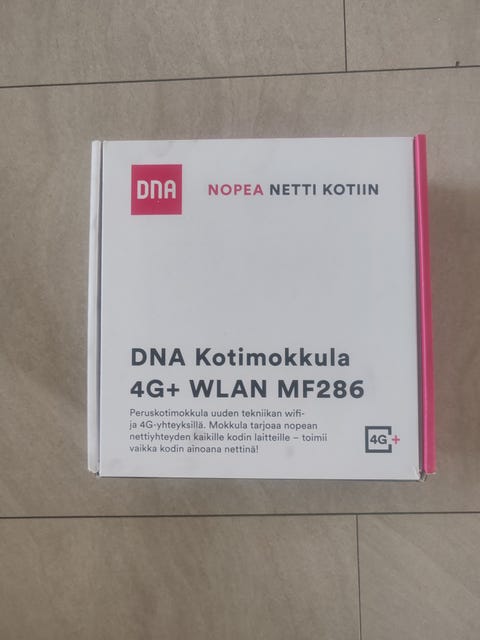 DNA
NOPEA NETTI KOTIIN
DNA Kotimokkula
4G+ WLAN MF286
Peruskotimokkula uuden tekniikan wifi-
ja 4G-yhteyksillä. Mokkula tarjoaa nopean
nettiyhteyden kaikille kodin laitteille – toimii
vaikka kodin ainoana nettinä!
4G+